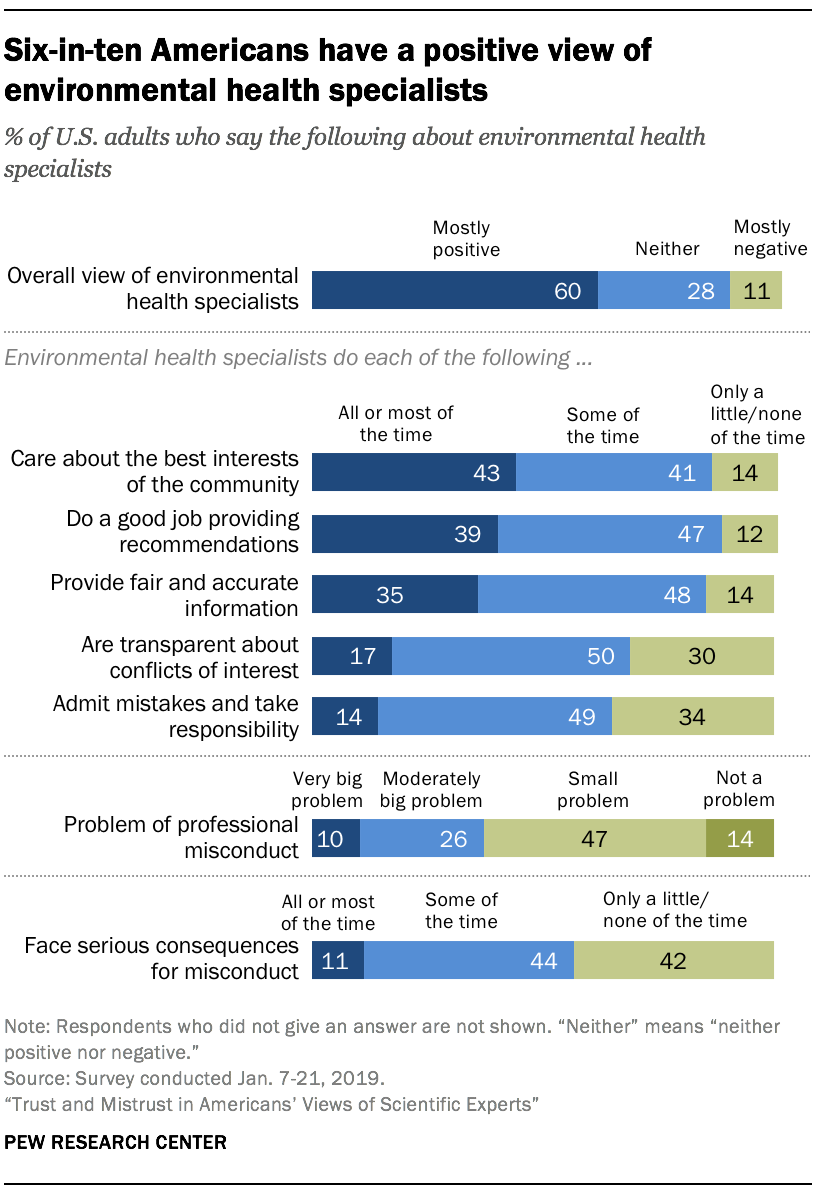 Six-in-ten Americans have a positive view of
environmental health specialists
% of U.S. adults who say the following about environmental health
specialists
Mostly
positive
Neither
Mostly
negative
Overall view of environmental
health specialists
60 28 11
Environmental health specialists do each of the following ...
All or most of
the time
Some of
the time
Only a
little/none
of the time
Care about the best interests
of the community
43 41 14
Do a good job providing
recommendations
39 47 12
Provide fair and accurate
information
35 48 14
Are transparent about
conflicts of interest
17 50 30
Admit mistakes and take
responsibility
14 49 34
Very big
problem
Moderately
big problem
Small
problem
Not a
problem
Problem of professional
misconduct
10 26 47 14
All or most
of the time
Some of
the time
Only a little/
none of the time
Face serious consequences
for misconduct
11 44 42
Note: Respondents who did not give an answer are not shown. “Neither” means “neither
positive nor negative.”
Source: Survey conducted Jan. 7-21, 2019.
“Trust and Mistrust in Americans’ Views of Scientific Experts”
PEW RESEARCH CENTER